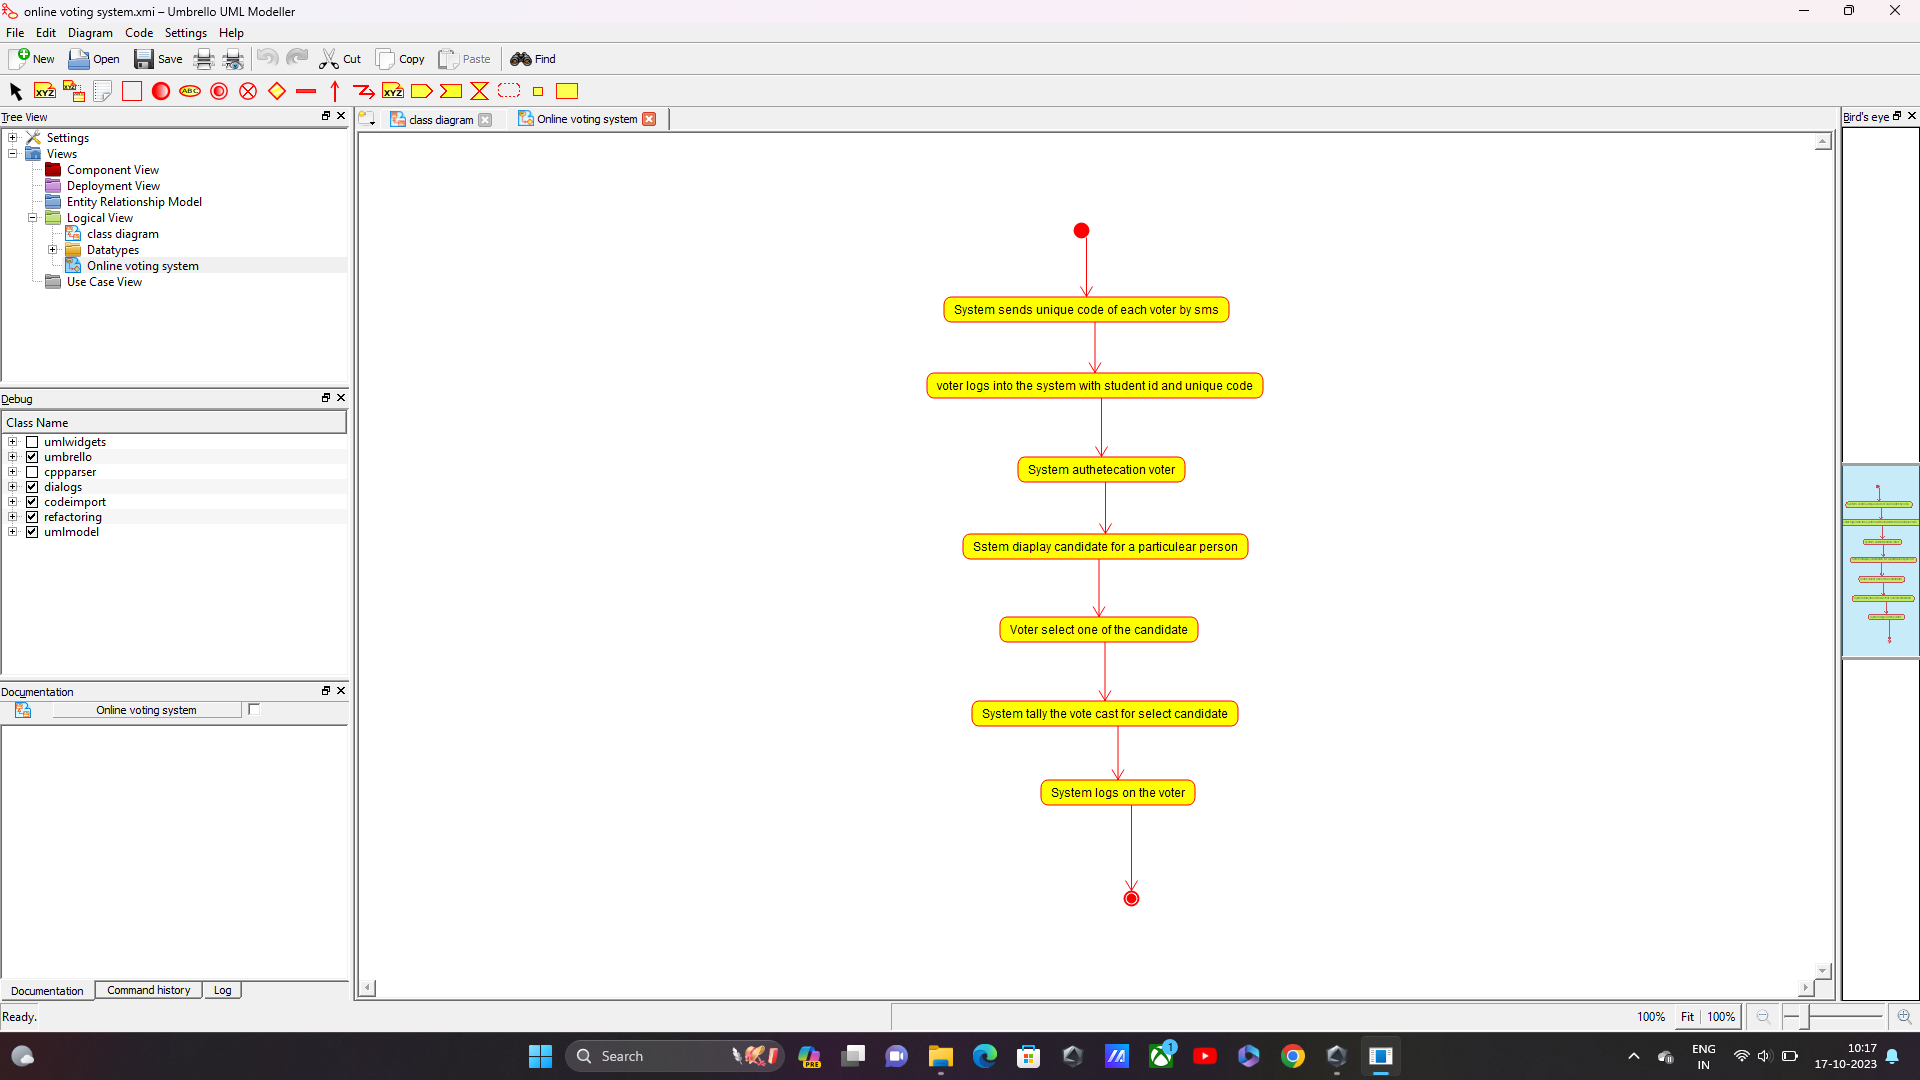 online voting system.xmi – Umbrello UML Modeller
File Edit Diagram Code Settings Help
New Open Save Cut Copy Paste Find
XYZ XYZ ABC XYZ
Tree View
Settings
Views
Component View
Deployment View
Entity Relationship Model
Logical View
class diagram
Datatypes
Online voting system
Use Case View
Debug
Class Name
umlwidgets
umbrello
cppparser
dialogs
codeimport
refactoring
umlmodel
Documentation
Online voting system
Documentation Command history Log
Ready.
class diagram Online voting system
System sends unique code of each voter by sms
voter logs into the system with student id and unique code
System authetecation voter
Sstem diaplay candidate for a particulear person
Voter select one of the candidate
System tally the vote cast for select candidate
System logs on the voter
Bird's eye
100% Fit 100%
Search
PRE
1
ENG
IN
10:17
17-10-2023